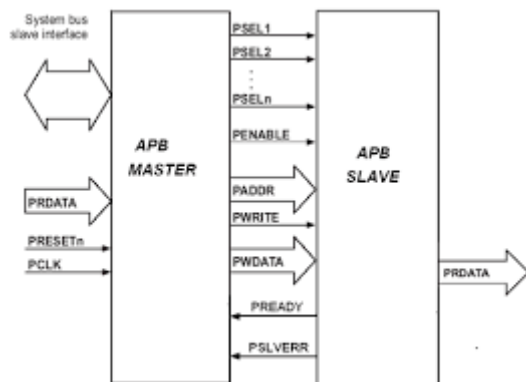 System bus
slave interface
PSEL1
PSEL2
PSELn
PENABLE
APB
MASTER
APB
SLAVE
PRDATA
PADDR
PWRITE
PRESETn
PCLK
PWDATA
PRDATA
PREADY
PSLVERR